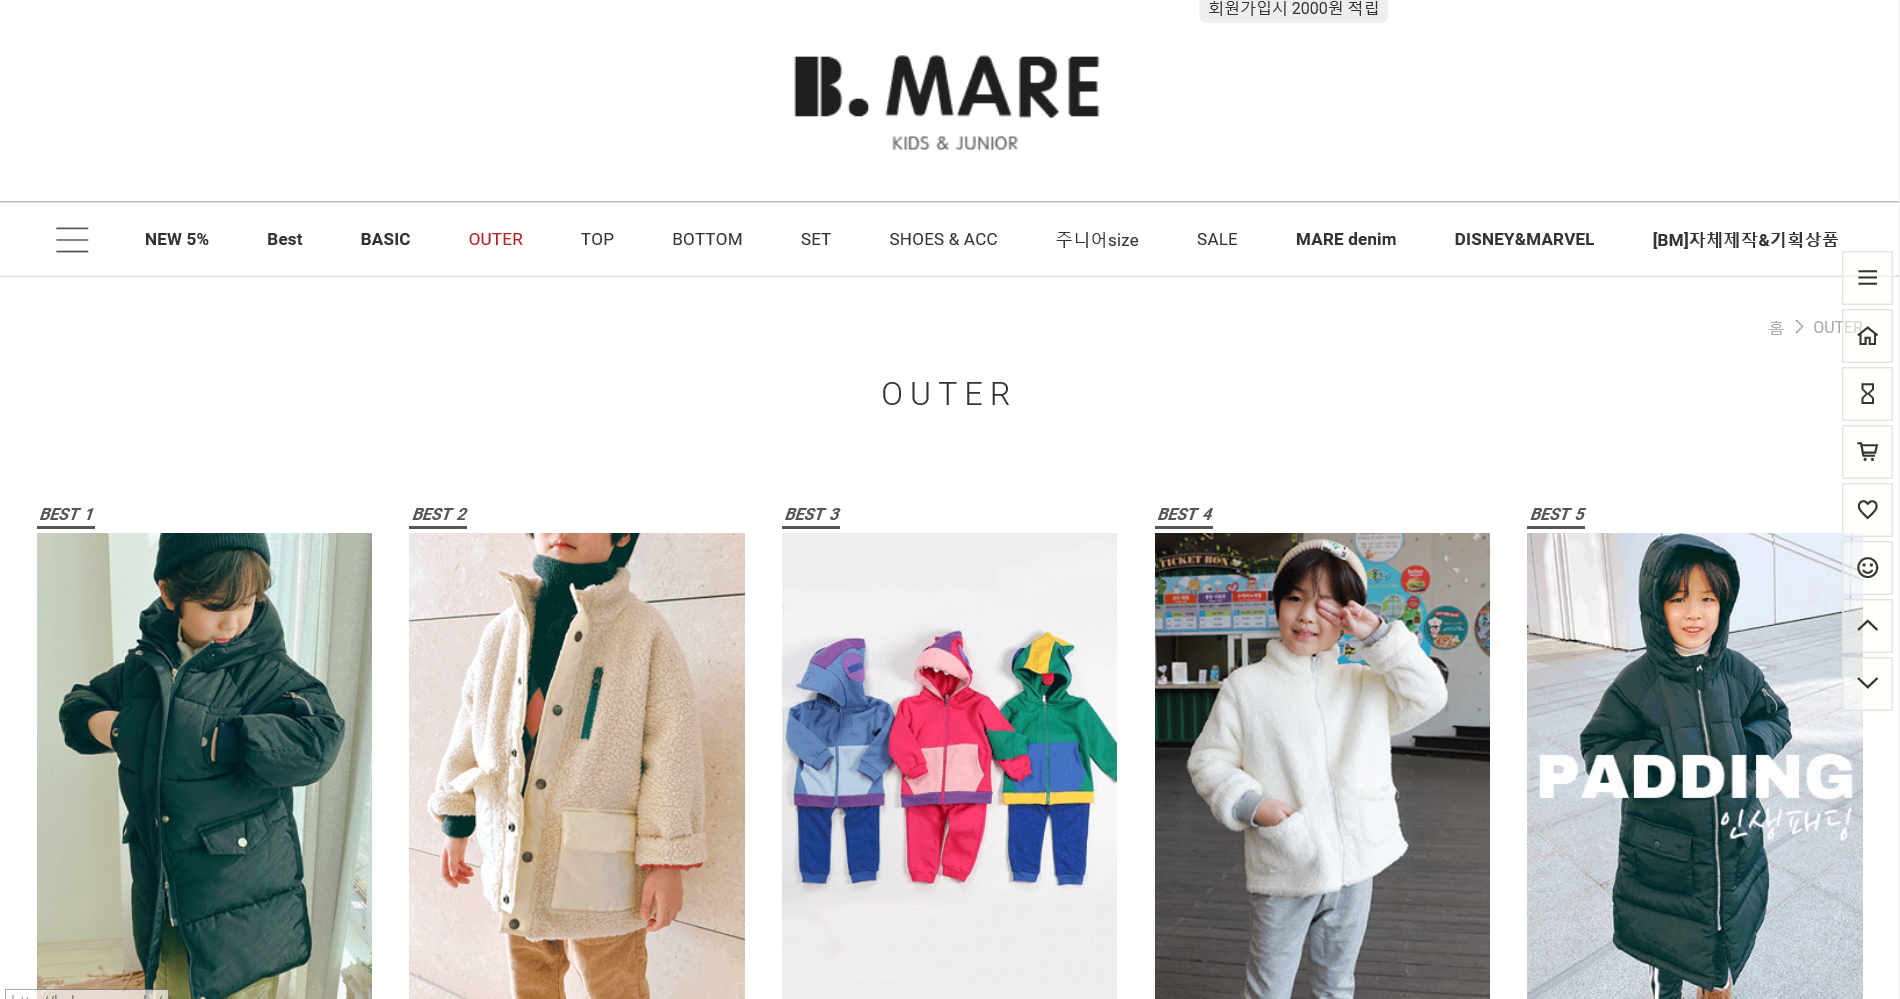 회원가입시 2000원 적립
B. MARE
KIDS & JUNIOR
NEW 5% Best BASIC OUTER TOP BOTTOM SET SHOES & ACC 주니어size SALE MARE denim DISNEY&MARVEL [BM]자체제작&기획상품
홈 > OUTER
OUTER
BEST 1 BEST 2 BEST 3 BEST 4 BEST 5
TICKET BOX
PADDING
인생패딩